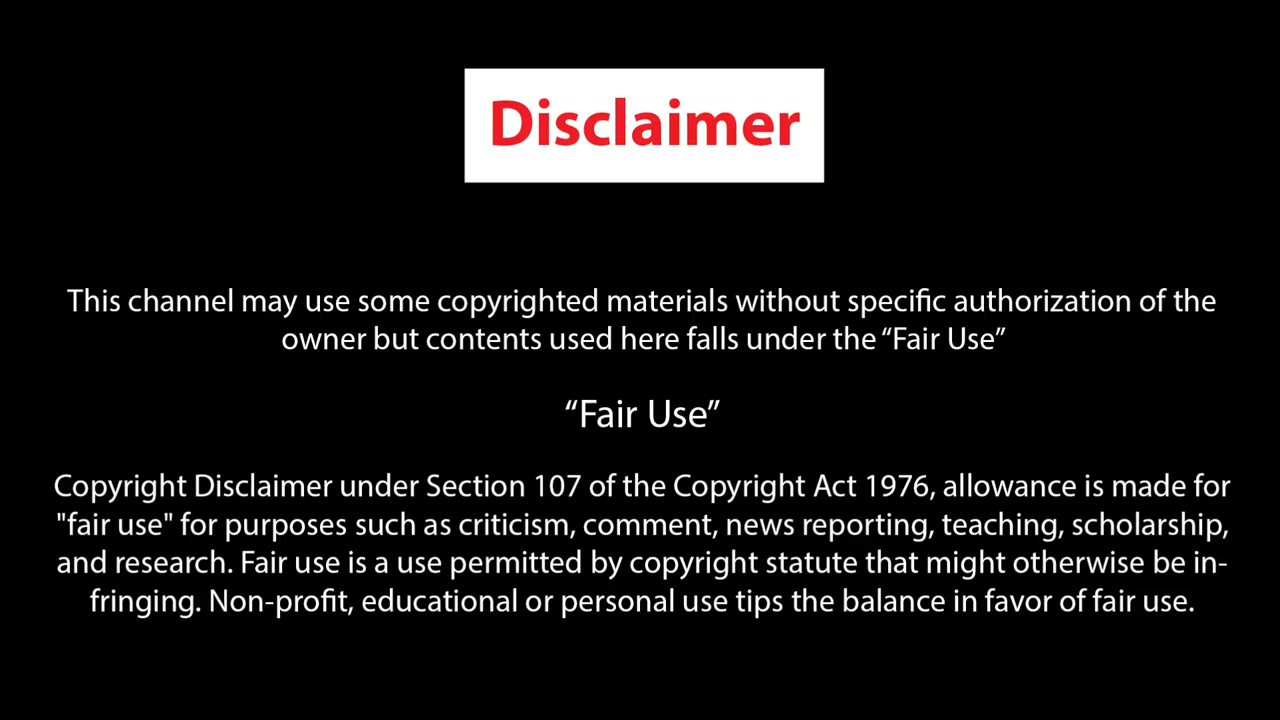 Disclaimer
This channel may use some copyrighted materials without specific authorization of the
owner but contents used here falls under the “Fair Use”
“Fair Use”
Copyright Disclaimer under Section 107 of the Copyright Act 1976, allowance is made for
"fair use" for purposes such as criticism, comment, news reporting, teaching, scholarship,
and research. Fair use is a use permitted by copyright statute that might otherwise be in-
fringing. Non-profit, educational or personal use tips the balance in favor of fair use.